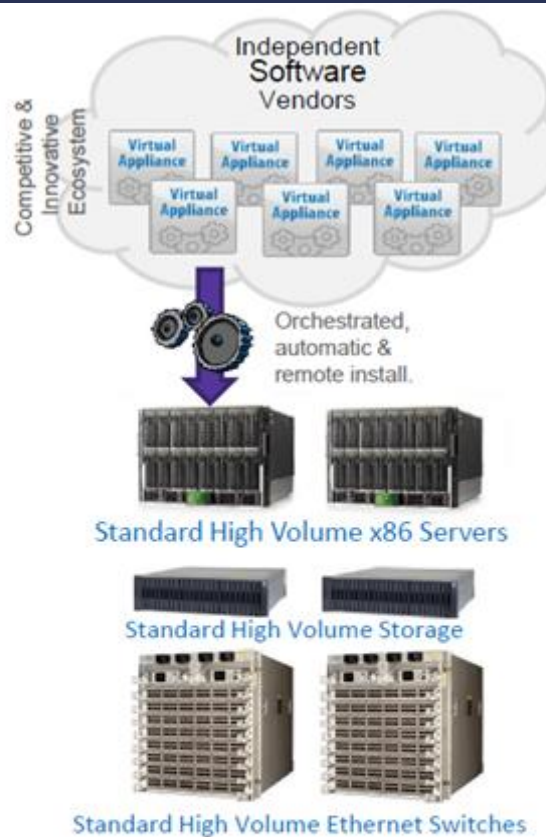 Independent
Software
Vendors
Competitive &
Innovative
Ecosystem
Virtual
Appliance
Virtual
Appliance
Virtual
Appliance
Virtual
Appliance
Virtual
Appliance
Virtual
Appliance
Virtual
Appliance
Orchestrated,
automatic &
remote install.
Standard High Volume x86 Servers
Standard High Volume Storage
Standard High Volume Ethernet Switches